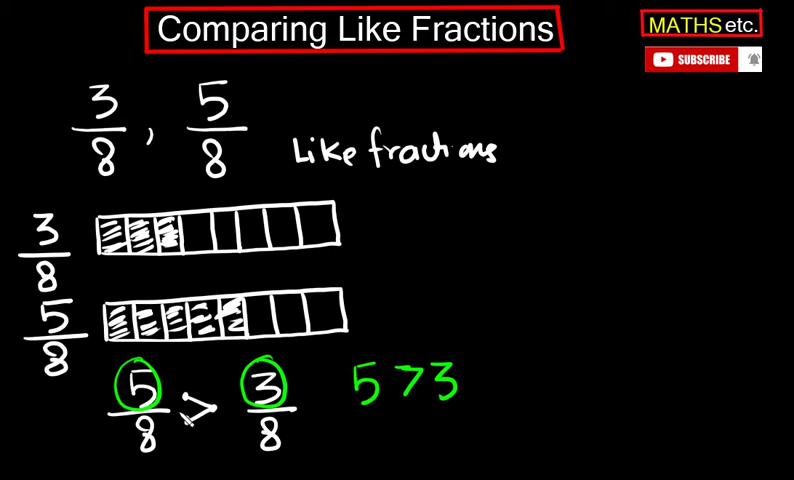 Comparing Like Fractions
MATHS etc.
SUBSCRIBE
3/8 , 5/8 Like fractions
3/8
5/8
5/8 > 3/8 5 > 3